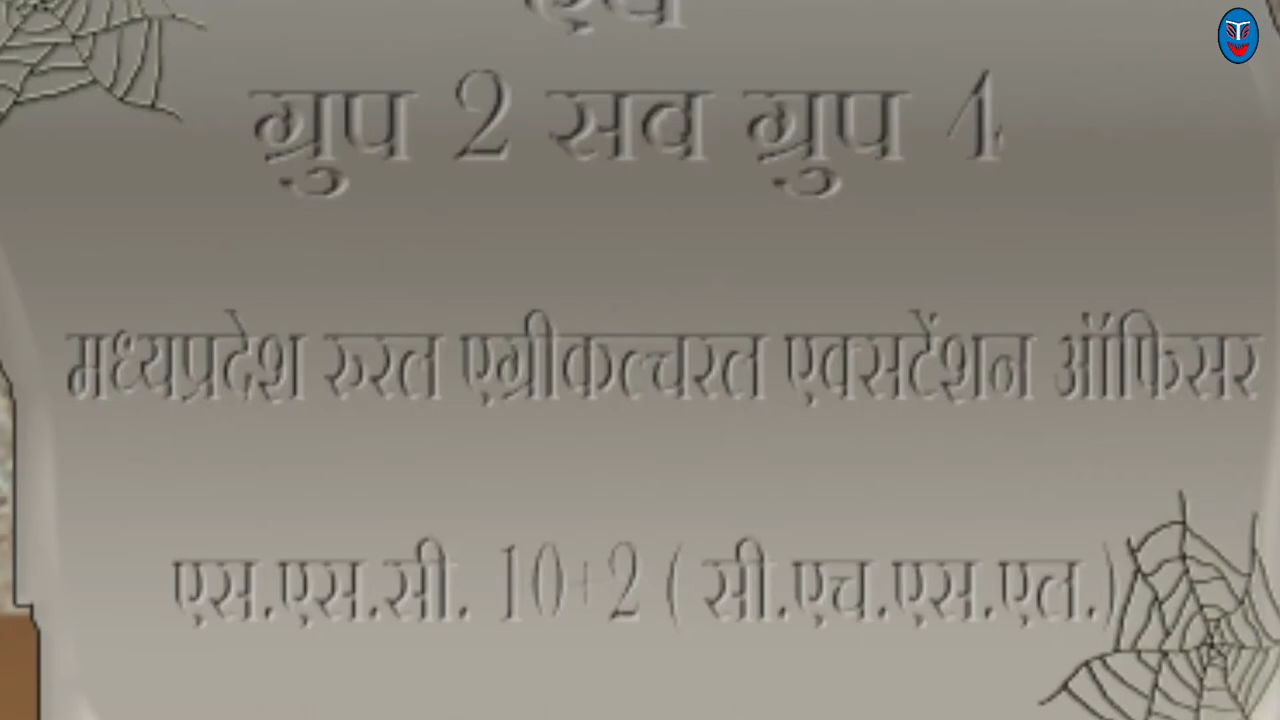 ग्रुप 2 सव ग्रुप 4
मध्यप्रदेश रुरल एग्रीकल्चरल एक्सटेंशन ऑफिसर
एस.एस.सी. 10+2 ( सी.एच.एस.एल.)